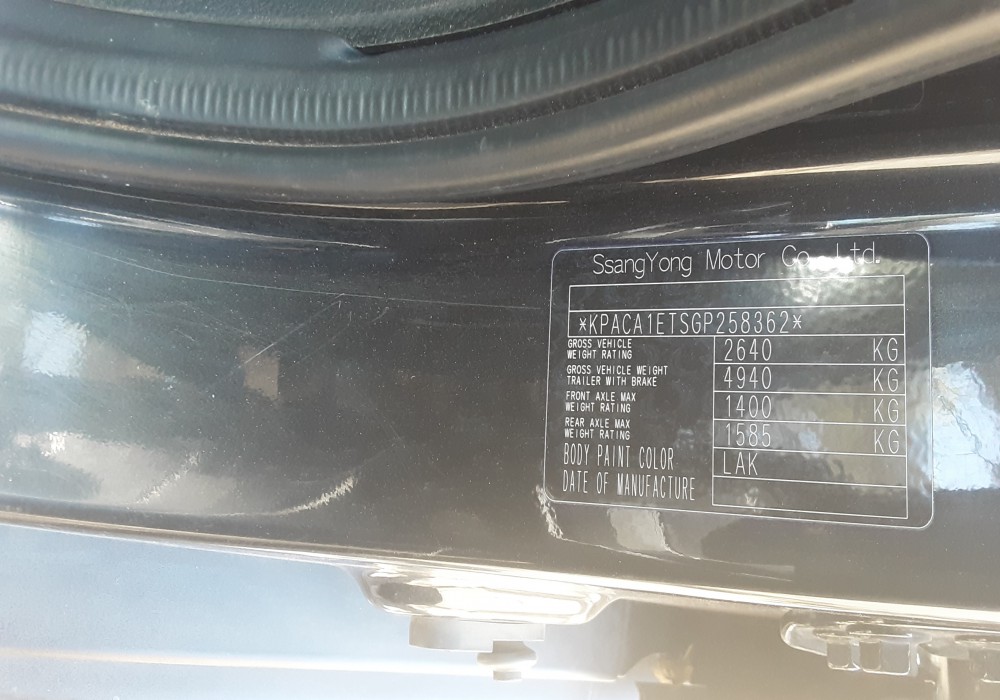 SsangYong Motor Co., Ltd.
*KPACA1ETSGP258362*
GROSS VEHICLE
WEIGHT RATING 2640 KG
GROSS VEHICLE WEIGHT
TRAILER WITH BRAKE 4940 KG
FRONT AXLE MAX
WEIGHT RATING 1400 KG
REAR AXLE MAX
WEIGHT RATING 1585 KG
BODY PAINT COLOR LAK
DATE OF MANUFACTURE